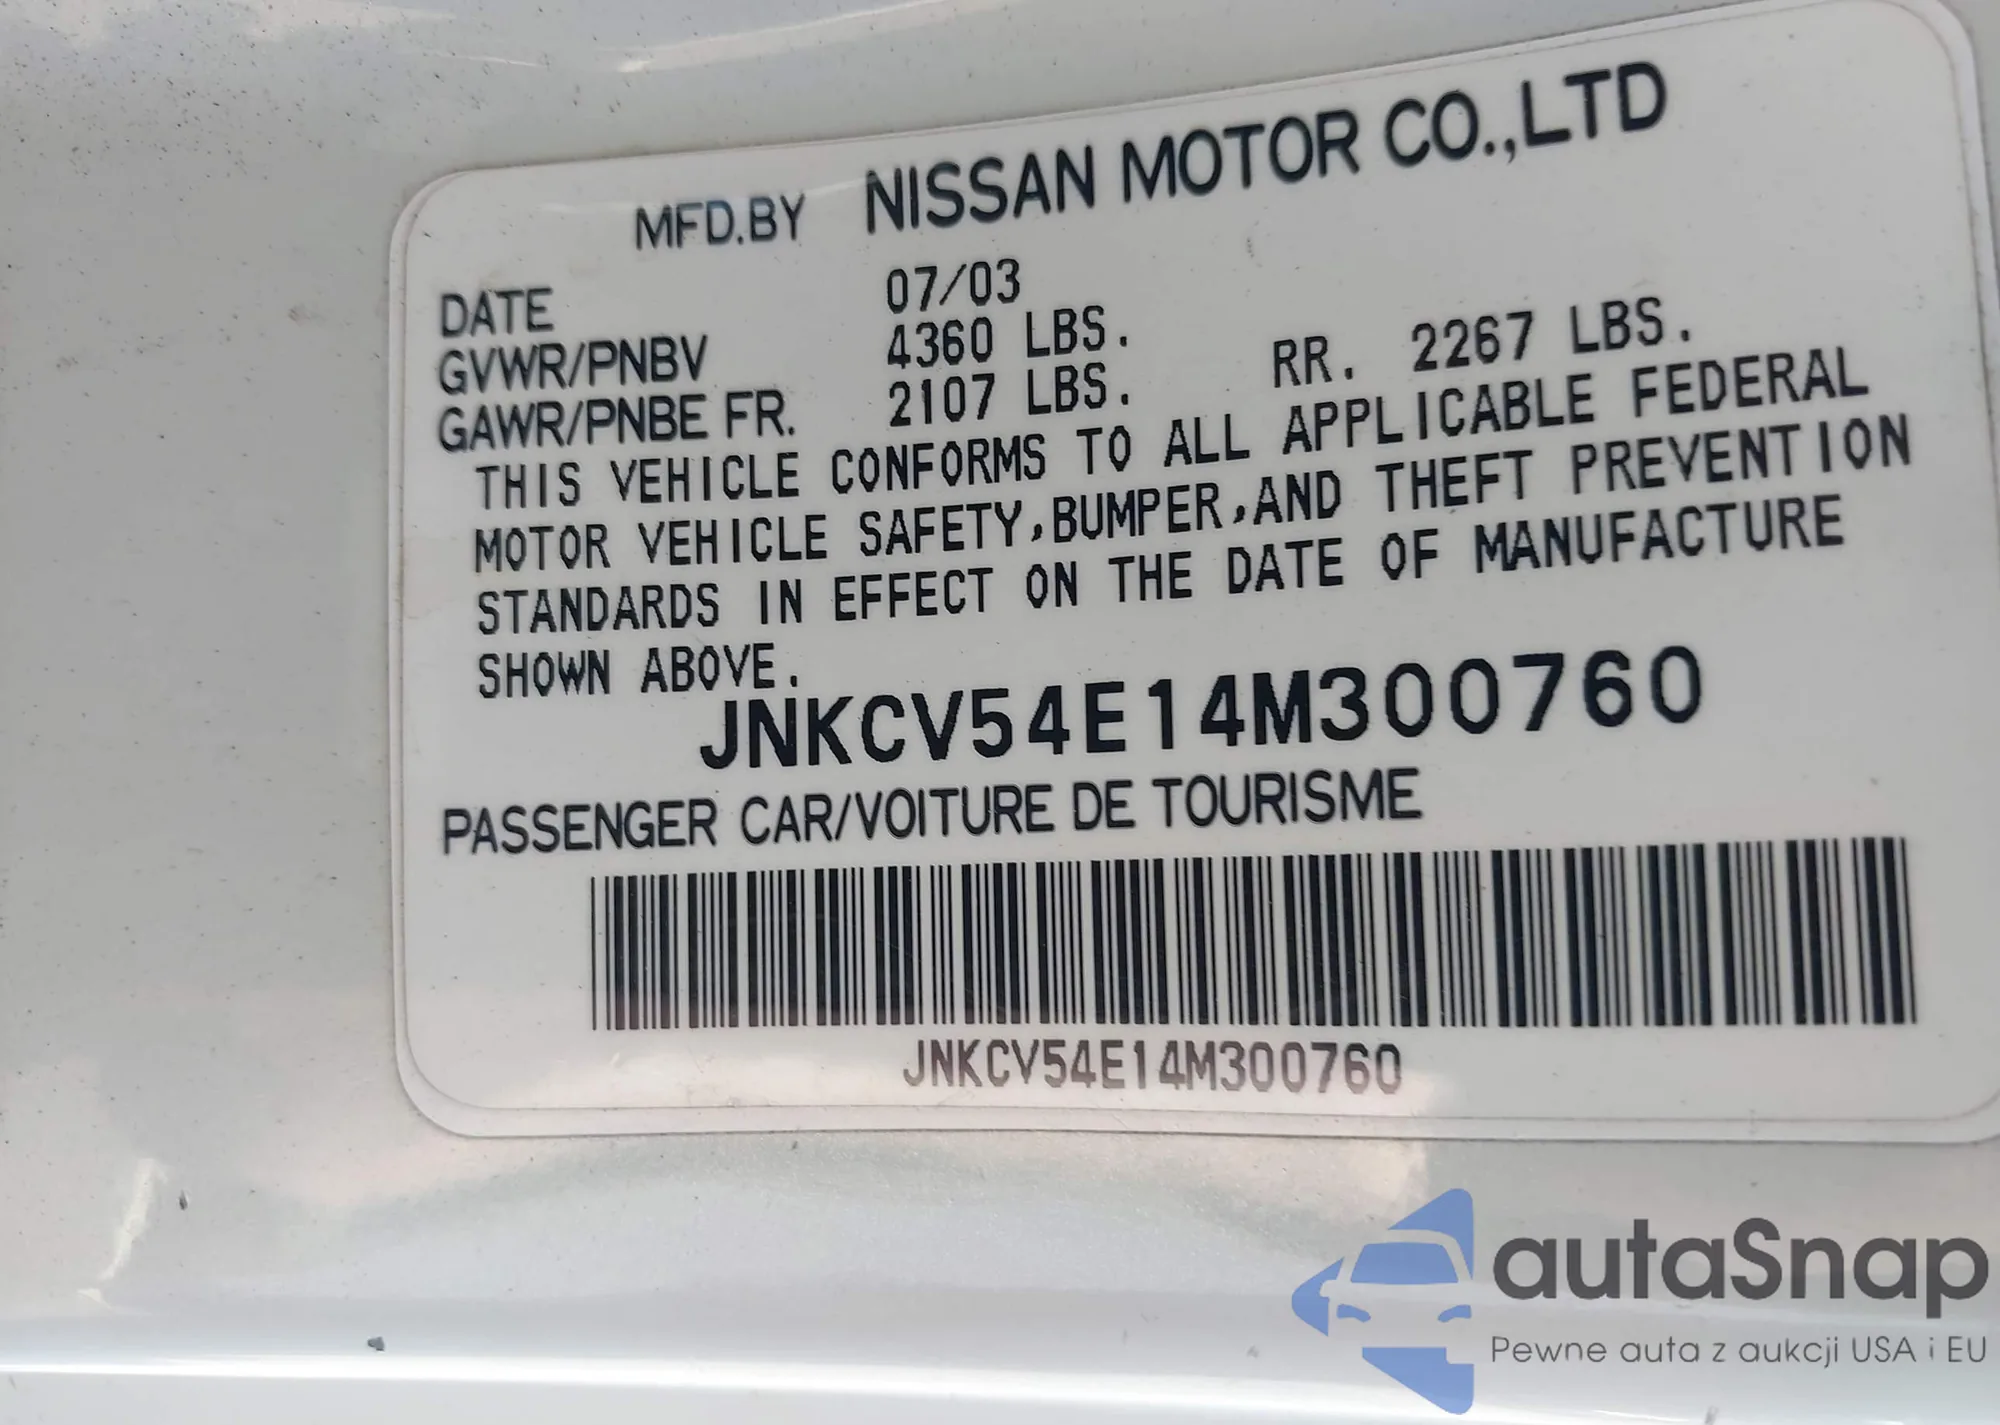 MFD.BY NISSAN MOTOR CO.,LTD
DATE 07/03
GVWR/PNBV 4360 LBS.
GAWR/PNBE FR. 2107 LBS. RR. 2267 LBS.
THIS VEHICLE CONFORMS TO ALL APPLICABLE FEDERAL
MOTOR VEHICLE SAFETY,BUMPER,AND THEFT PREVENTION
STANDARDS IN EFFECT ON THE DATE OF MANUFACTURE
SHOWN ABOVE.
JNKCV54E14M300760
PASSENGER CAR/VOITURE DE TOURISME
JNKCV54E14M300760
autaSnap
Pewne auta z aukcji USA i EU